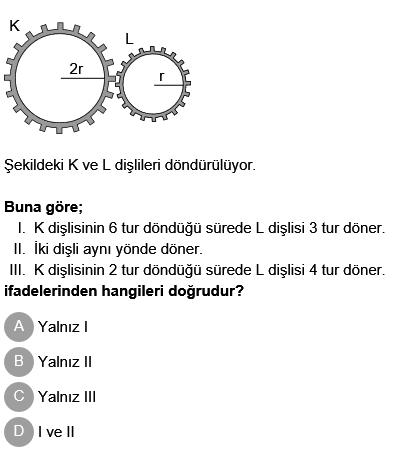 K
L
2r
r
Şekildeki K ve L dişlileri döndürülüyor.
Buna göre;
I. K dişlisinin 6 tur döndüğü sürede L dişlisi 3 tur döner.
II. İki dişli aynı yönde döner.
III. K dişlisinin 2 tur döndüğü sürede L dişlisi 4 tur döner.
ifadelerinden hangileri doğrudur?
A Yalnız I
B Yalnız II
C Yalnız III
D I ve II